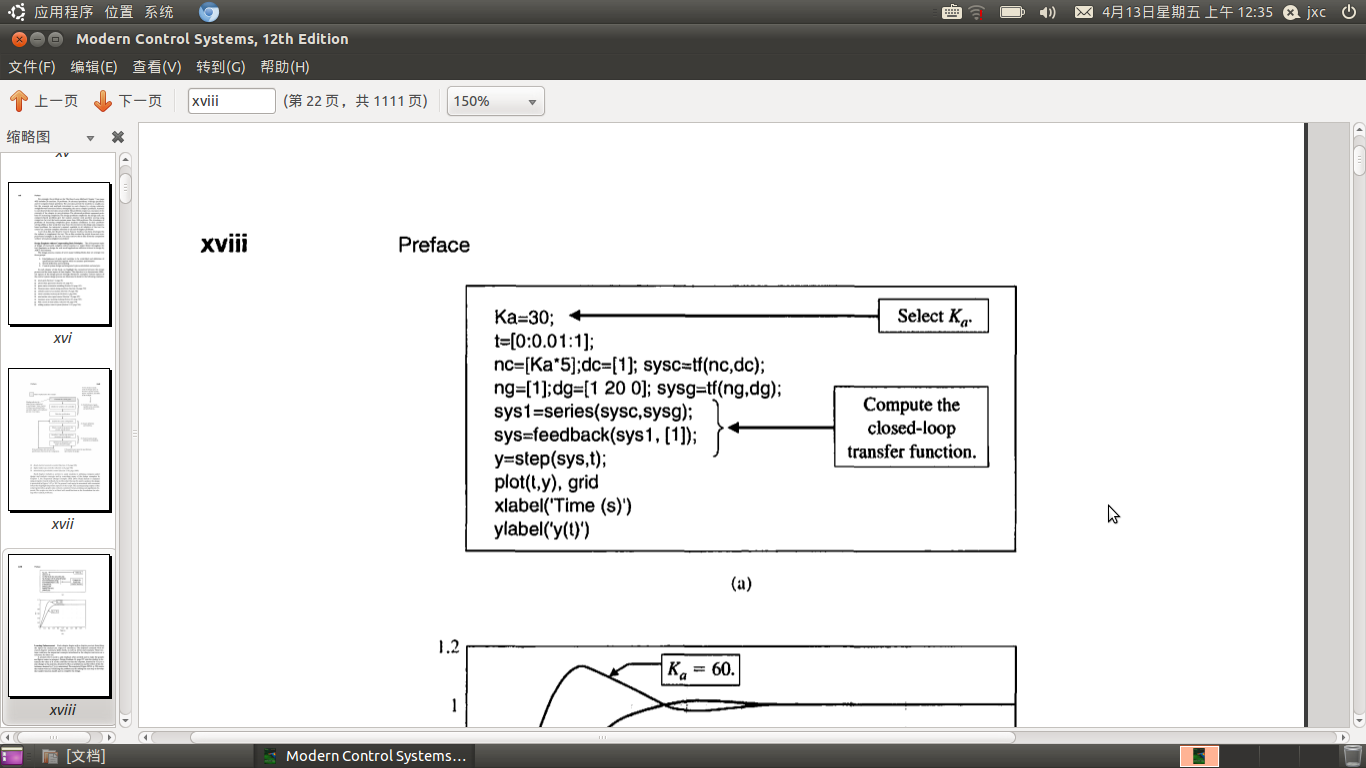 应用程序 位置 系统
4月13日星期五 上午 12:35 jxc
Modern Control Systems, 12th Edition
文件(F) 编辑(E) 查看(V) 转到(G) 帮助(H)
上一页 下一页 xviii (第 22 页，共 1111 页) 150%
缩略图
xv
xvi
xvii
xviii
xviii Preface
Ka=30;
Select Ka.
t=[0:0.01:1];
nc=[Ka*5];dc=[1]; sysc=tf(nc,dc);
ng=[1];dg=[1 20 0]; sysg=tf(ng,dg);
sys1=series(sysc,sysg);
sys=feedback(sys1, [1]);
Compute the
closed-loop
transfer function.
y=step(sys,t);
plot(t,y), grid
xlabel('Time (s)')
ylabel('y(t)')
(a)
1.2
Ka = 60.
1
[文档] Modern Control Systems...